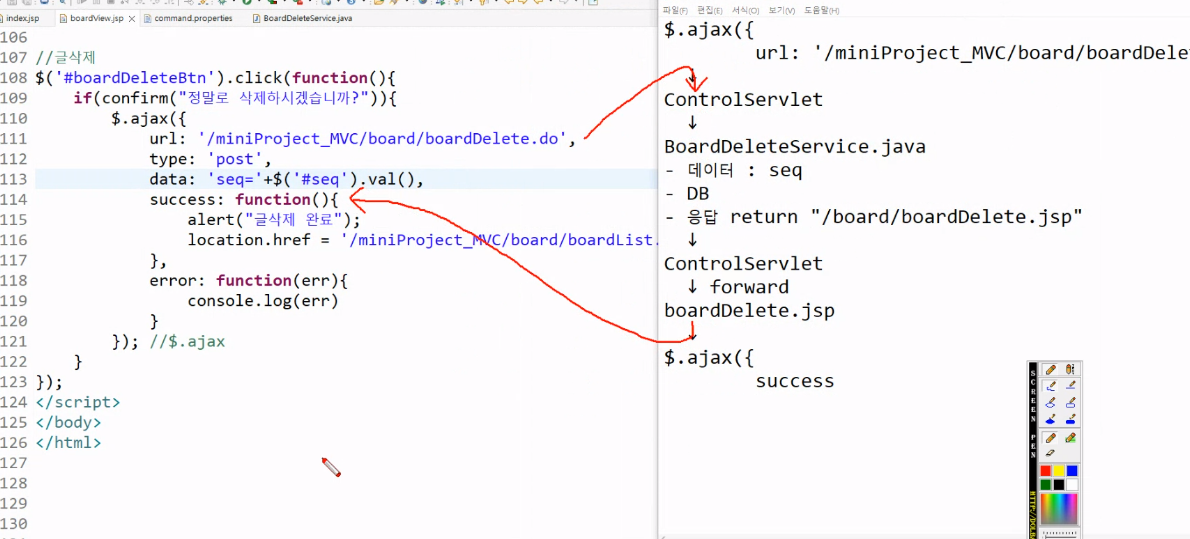 index.jsp
boardView.jsp
command.properties
BoardDeleteService.java
106
107 //글삭제
108 $('#boardDeleteBtn').click(function(){
109 if(confirm("정말로 삭제하시겠습니까?")){
110 $.ajax({
111 url: '/miniProject_MVC/board/boardDelete.do',
112 type: 'post',
113 data: 'seq='+$('#seq').val(),
114 success: function(){
115 alert("글삭제 완료");
116 location.href = '/miniProject_MVC/board/boardList.
117 },
118 error: function(err){
119 console.log(err)
120 }
121 }); //$.ajax
122 }
123 });
124 </script>
125 </body>
126 </html>
127
128
129
130
파일(F) 편집(E) 서식(O) 보기(V) 도움말(H)
$.ajax({
url: '/miniProject_MVC/board/boardDele
↓
ControlServlet
↓
BoardDeleteService.java
- 데이터 : seq
- DB
- 응답 return "/board/boardDelete.jsp"
↓
ControlServlet
↓ forward
boardDelete.jsp
↓
$.ajax({
success
SCREEN PEN